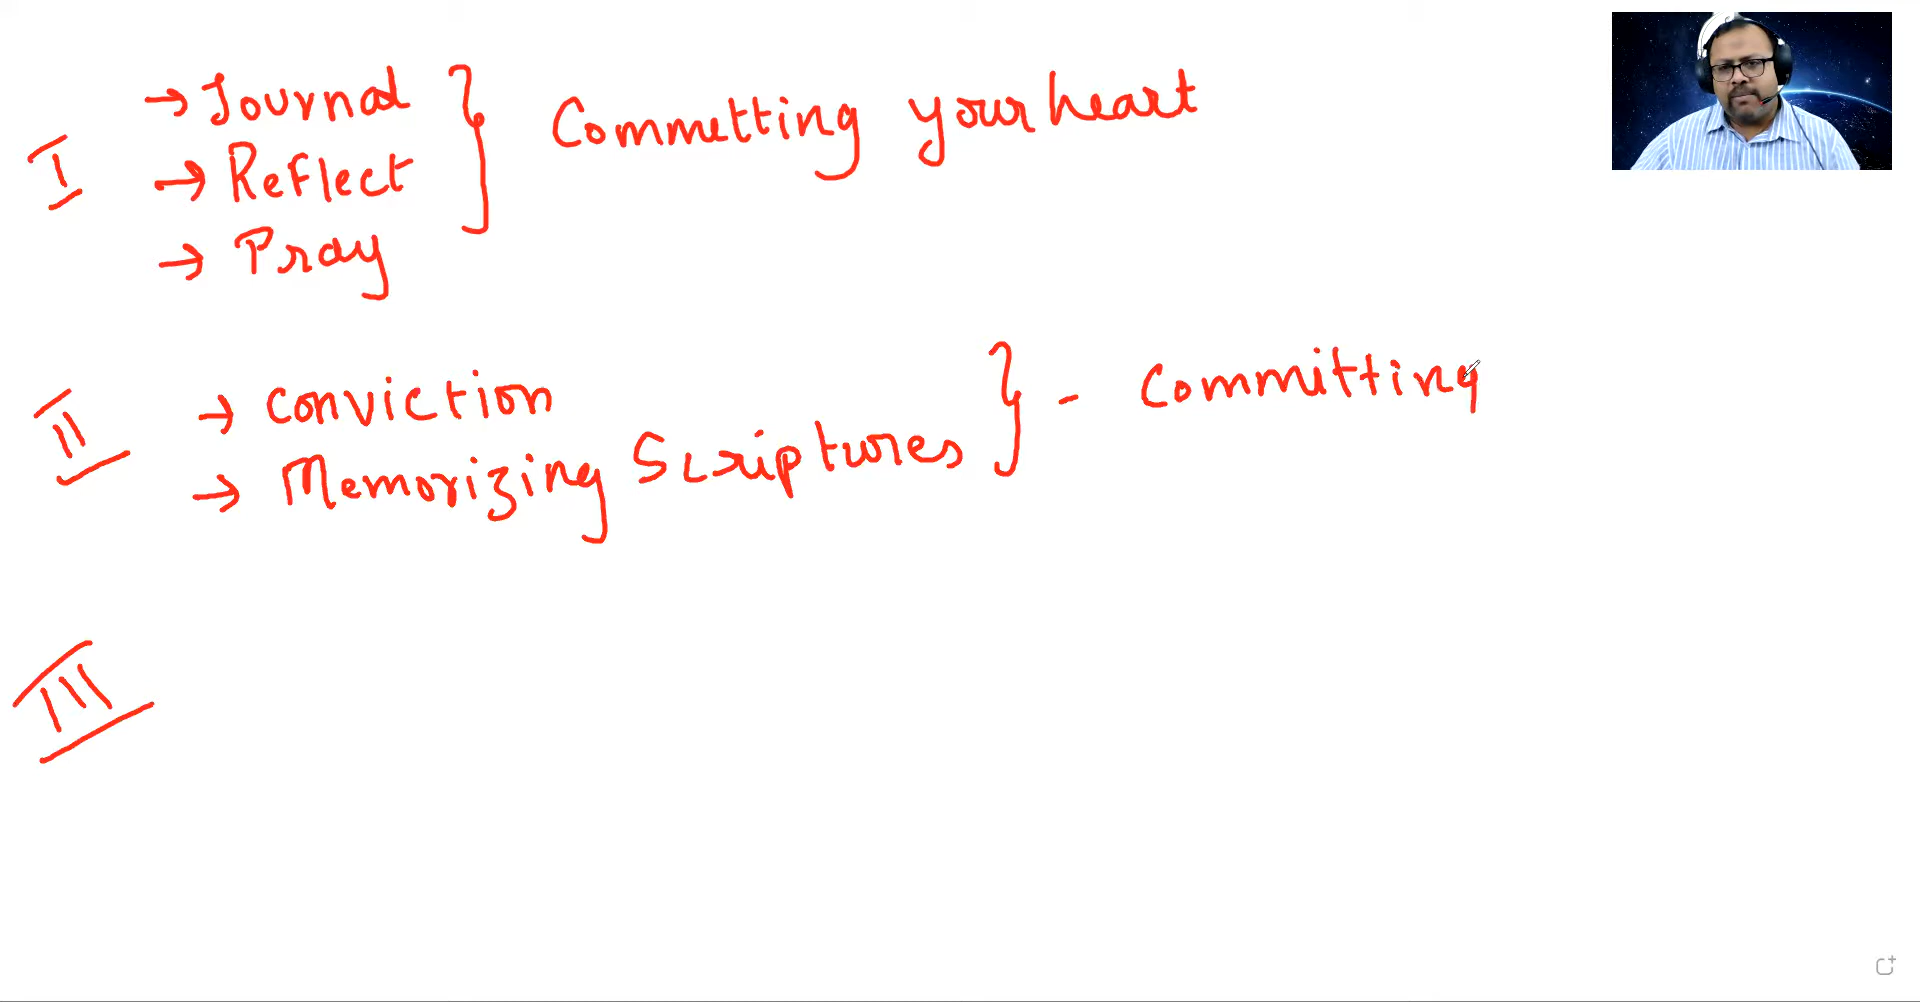 I
→ Journal
→ Reflect
→ Pray
Commetting your heart
II
→ Conviction
→ Memorizing Scriptures
- Committing
III